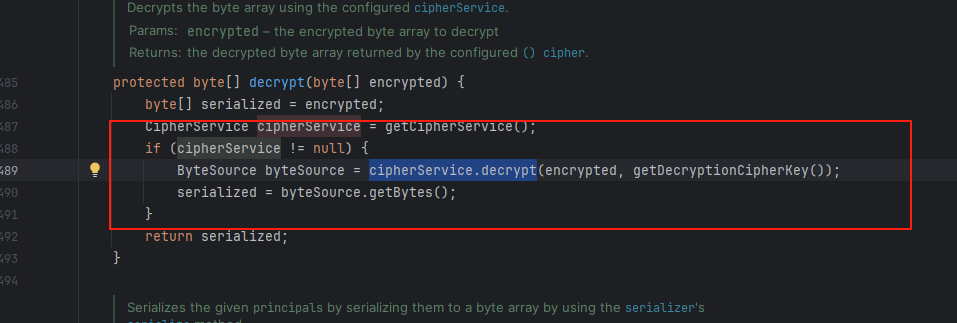 Decrypts the byte array using the configured cipherService.
Params: encrypted – the encrypted byte array to decrypt
Returns: the decrypted byte array returned by the configured () cipher.
485 protected byte[] decrypt(byte[] encrypted) {
486 byte[] serialized = encrypted;
487 CipherService cipherService = getCipherService();
488 if (cipherService != null) {
489 ByteSource byteSource = cipherService.decrypt(encrypted, getDecryptionCipherKey());
490 serialized = byteSource.getBytes();
491 }
492 return serialized;
493 }
494
Serializes the given principals by serializing them to a byte array by using the serializer's